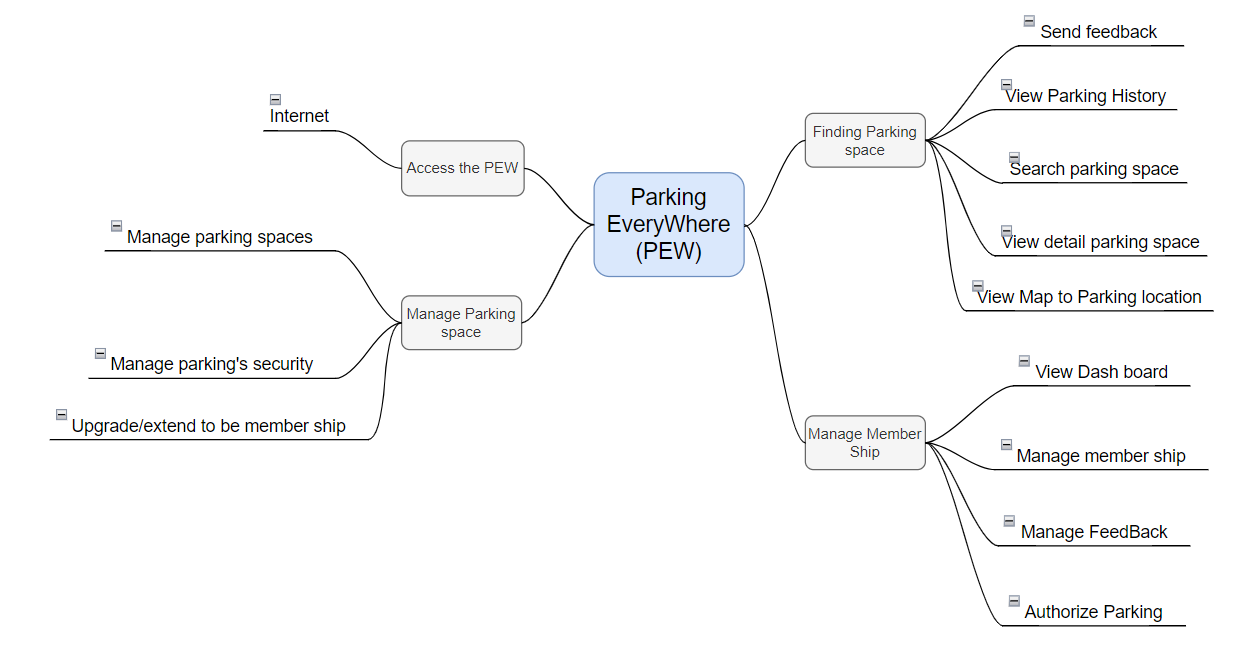 Parking
EveryWhere
(PEW)
Access the PEW
Internet
Manage Parking
space
Manage parking spaces
Manage parking's security
Upgrade/extend to be member ship
Finding Parking
space
Send feedback
View Parking History
Search parking space
View detail parking space
View Map to Parking location
Manage Member
Ship
View Dash board
Manage member ship
Manage FeedBack
Authorize Parking